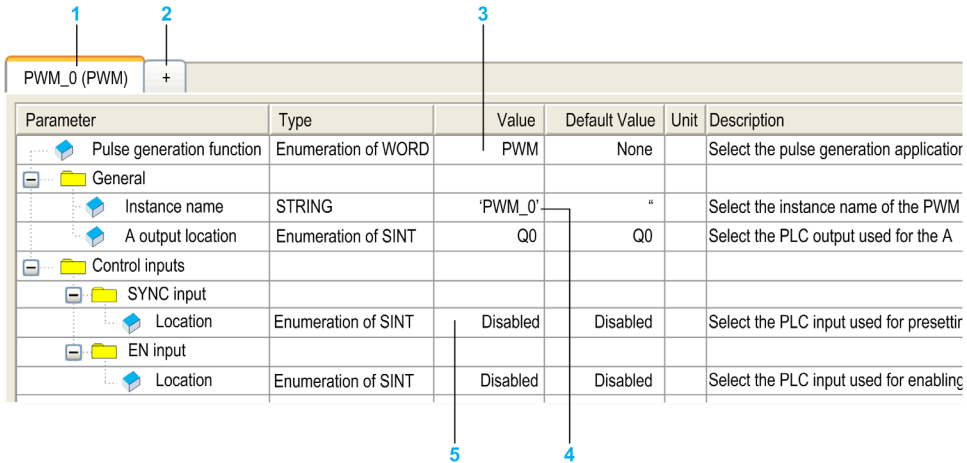 1 2 3
PWM_0 (PWM) +
Parameter Type Value Default Value Unit Description
Pulse generation function Enumeration of WORD PWM None Select the pulse generation application
General
Instance name STRING ‘PWM_0’ “ Select the instance name of the PWM
A output location Enumeration of SINT Q0 Q0 Select the PLC output used for the A
Control inputs
SYNC input
Location Enumeration of SINT Disabled Disabled Select the PLC input used for presettin
EN input
Location Enumeration of SINT Disabled Disabled Select the PLC input used for enabling
5 4